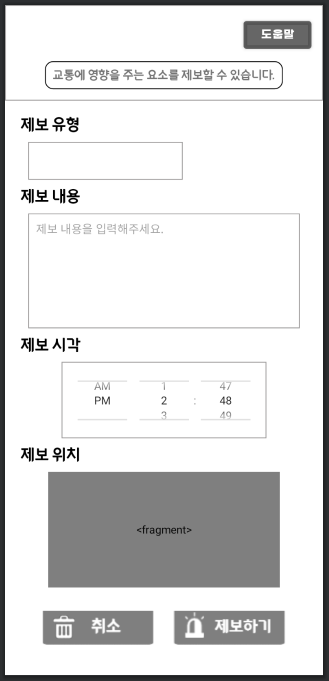 도움말
교통에 영향을 주는 요소를 제보할 수 있습니다.
제보 유형
제보 내용
제보 내용을 입력해주세요.
제보 시각
AM 1 47
PM 2 : 48
3 49
제보 위치
<fragment>
취소 제보하기